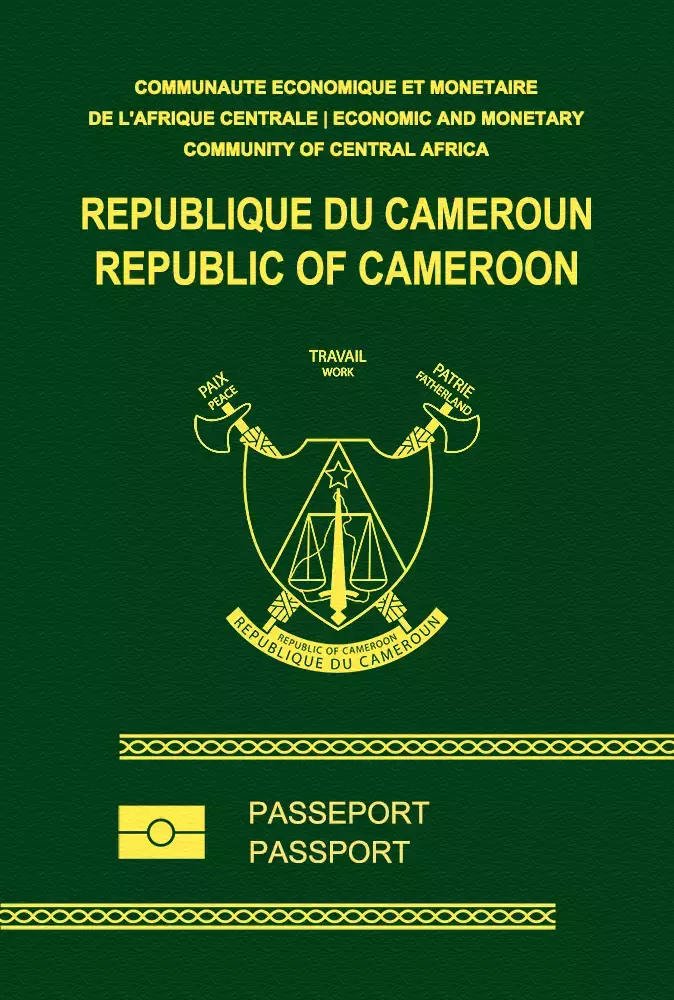 COMMUNAUTE ECONOMIQUE ET MONETAIRE
DE L'AFRIQUE CENTRALE | ECONOMIC AND MONETARY
COMMUNITY OF CENTRAL AFRICA
REPUBLIQUE DU CAMEROUN
REPUBLIC OF CAMEROON
TRAVAIL
WORK
PAIX
PEACE
PATRIE
FATHERLAND
REPUBLIC OF CAMEROON
REPUBLIQUE DU CAMEROUN
PASSEPORT
PASSPORT